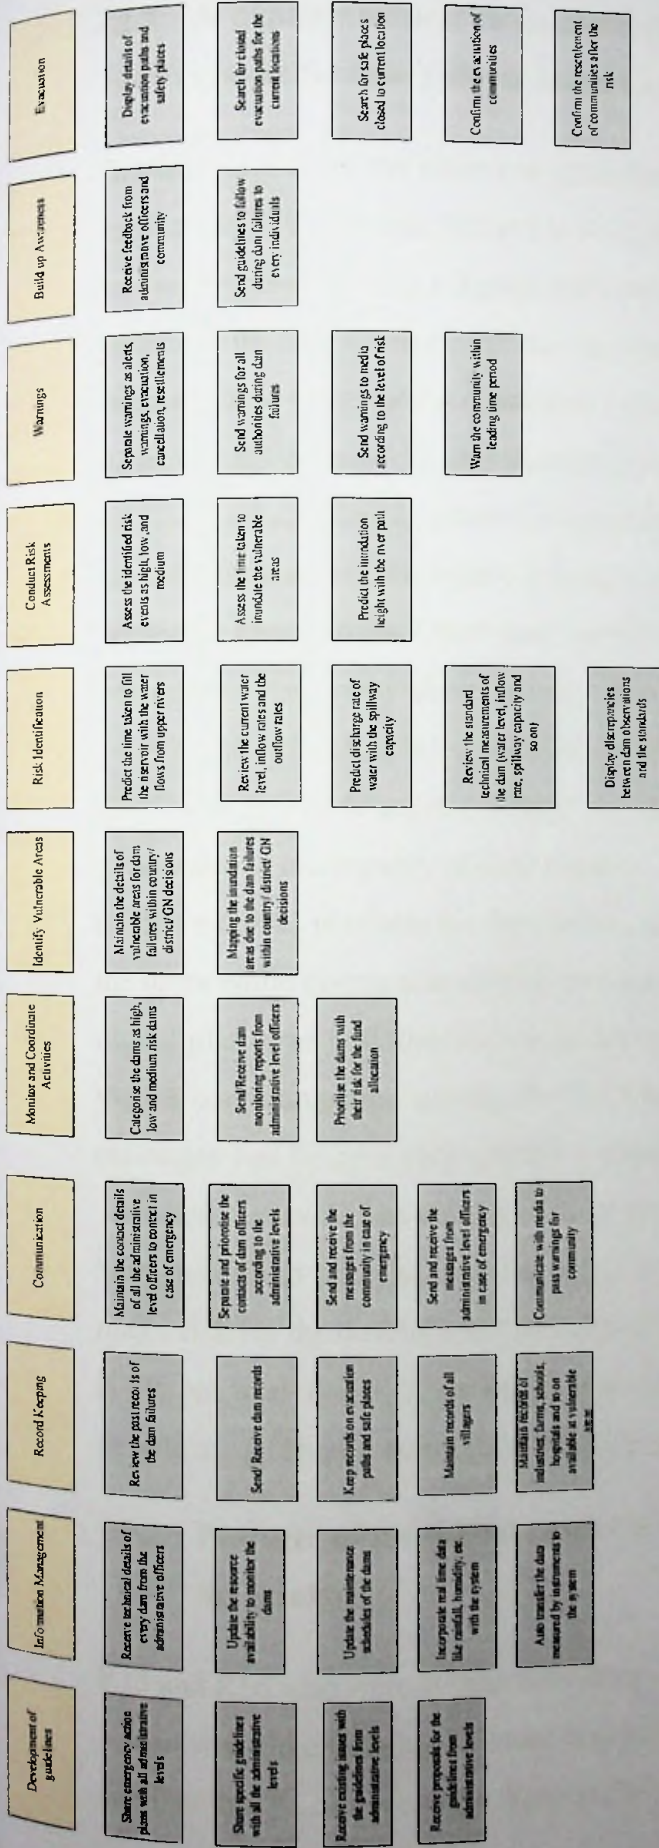 Development of
guidelines
Share emergency action
plans with all administrative
levels
Share specific guidelines
with all the administrative
levels
Receive existing issues with
the guidelines from
administrative levels
Receive proposals for the
guidelines from
administrative levels
Information Management
Receive technical details of
every dam from the
administrative officers
Update the resource
availability to monitor the
dams
Update the maintenance
schedules of the dams
Incorporate real time data
like rainfall, humidity, etc.
with the system
Auto transfer the data
measured by instruments to
the system
Record Keeping
Review the past records of
the dam failures
Send/ Receive dam records
Keep records on evacuation
paths and safe places
Maintain records of all
villagers
Maintain records of
industries, farms, schools,
hospitals and so on
available at vulnerable
areas
Communication
Maintain the contact details
of all the administrative
level officers to contact in
case of emergency
Separate and prioritise the
contacts of dam officers
according to the
administrative levels
Send and receive the
messages from the
community in case of
emergency
Send and receive the
messages from
administrative level officers
in case of emergency
Communicate with media to
pass warnings for
community
Monitor and Coordinate
Activities
Categorise the dams as high,
low and medium risk dams
Send/Receive dam
monitoring reports from
administrative level officers
Prioritise the dams with
their risk for the fund
allocation
Identify Vulnerable Areas
Maintain the details of
vulnerable areas for dam
failures within country/
district/ GN decisions
Mapping the inundation
areas due to the dam failures
within country/ district/ GN
decisions
Risk Identification
Predict the time taken to fill
the reservoir with the water
flows from upper rivers
Review the current water
level, inflow rates and the
outflow rates
Predict discharge rate of
water with the spillway
capacity
Review the standard
technical measurements of
the dam (water level, inflow
rate, spillway capacity and
so on)
Display discrepancies
between dam observations
and the standards
Conduct Risk
Assessments
Assess the identified risk
events as high, low ,and
medium
Assess the time taken to
inundate the vulnerable
areas
Predict the inundation
height with the river path
Warnings
Separate warnings as alerts,
warnings, evacuation,
cancellation, resettlements
Send warnings for all
authorities during dam
failures
Send warnings to media
according to the level of risk
Warn the community within
leading time period
Build up Awareness
Receive feedback from
administrative officers and
community
Send guidelines to follow
during dam failures to
every individuals
Evacuation
Display details of
evacuation paths and
safety places
Search for closed
evacuation paths for the
current locations
Search for safe places
closed to current location
Confirm the evacuation of
communities
Confirm the resettlement
of communities after the
risk